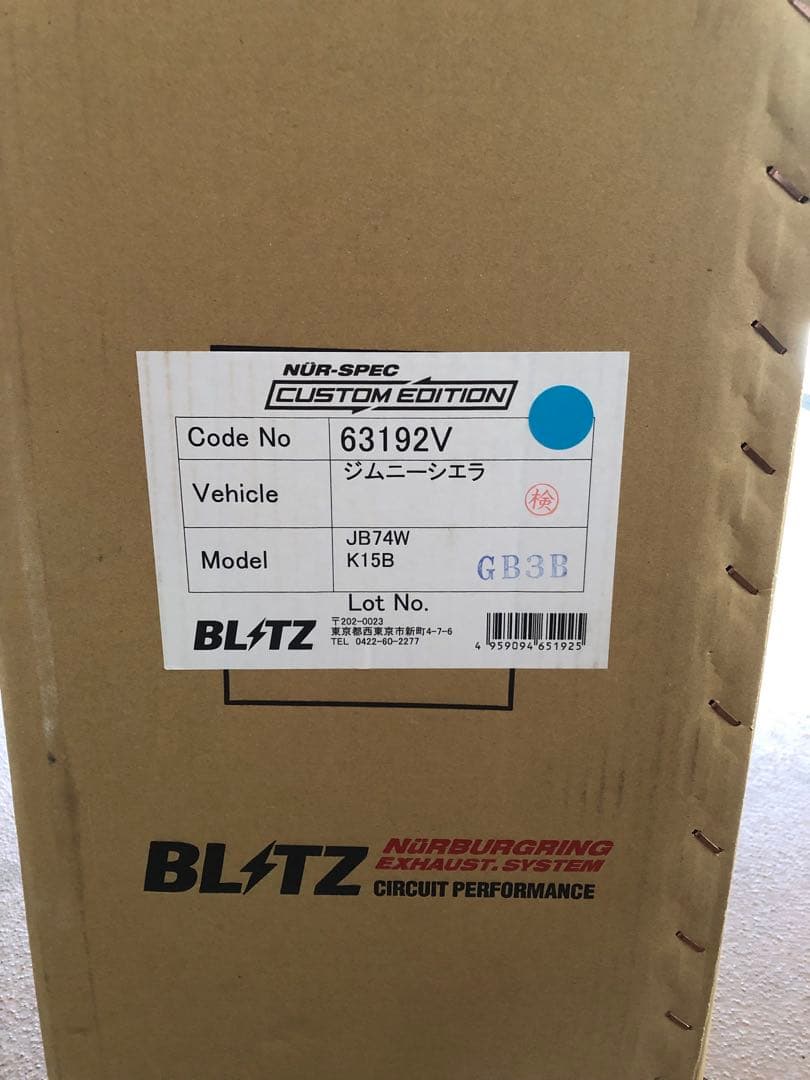 NÜR-SPEC
CUSTOM EDITION
Code No 63192V
Vehicle ジムニーシエラ
検
Model JB74W
K15B
GB3B
Lot No.
BLITZ
〒202-0023
東京都西東京市新町4-7-6
TEL 0422-60-2277
4 959094 651925
BLITZ NüRBURGRING
EXHAUST.SYSTEM
CIRCUIT PERFORMANCE